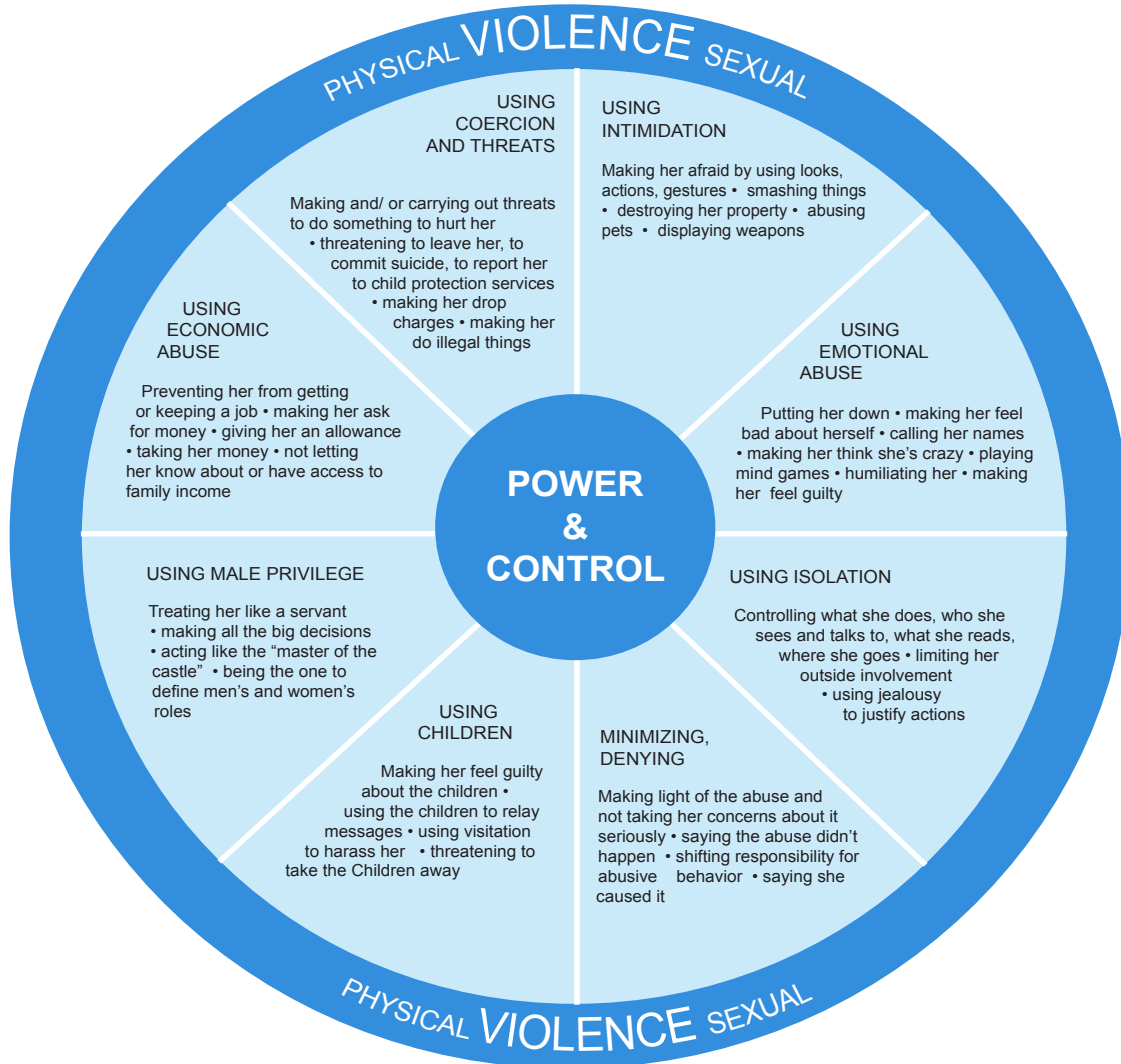 PHYSICAL VIOLENCE SEXUAL
USING
COERCION
AND THREATS
Making and/ or carrying out threats
to do something to hurt her
• threatening to leave her, to
commit suicide, to report her
to child protection services
• making her drop
charges • making her
do illegal things
USING
INTIMIDATION
Making her afraid by using looks,
actions, gestures • smashing things
• destroying her property • abusing
pets • displaying weapons
USING
ECONOMIC
ABUSE
Preventing her from getting
or keeping a job • making her ask
for money • giving her an allowance
• taking her money • not letting
her know about or have access to
family income
USING
EMOTIONAL
ABUSE
Putting her down • making her feel
bad about herself • calling her names
• making her think she’s crazy • playing
mind games • humiliating her • making
her feel guilty
POWER
&
CONTROL
USING MALE PRIVILEGE
Treating her like a servant
• making all the big decisions
• acting like the “master of the
castle” • being the one to
define men’s and women’s
roles
USING ISOLATION
Controlling what she does, who she
sees and talks to, what she reads,
where she goes • limiting her
outside involvement
• using jealousy
to justify actions
USING
CHILDREN
Making her feel guilty
about the children •
using the children to relay
messages • using visitation
to harass her • threatening to
take the Children away
MINIMIZING,
DENYING
Making light of the abuse and
not taking her concerns about it
seriously • saying the abuse didn’t
happen • shifting responsibility for
abusive behavior • saying she
caused it
PHYSICAL VIOLENCE SEXUAL